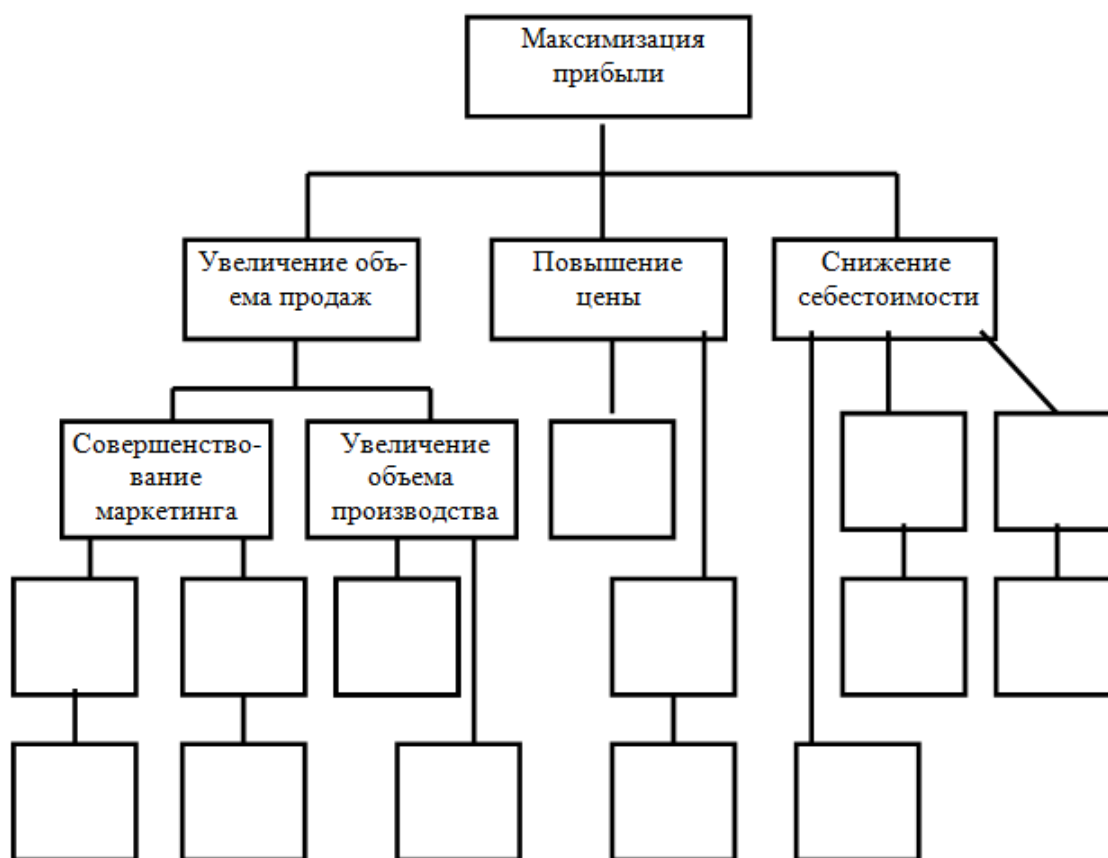 Максимизация
прибыли
Увеличение объ-
ема продаж
Повышение
цены
Снижение
себестоимости
Совершенство-
вание
маркетинга
Увеличение
объема
производства